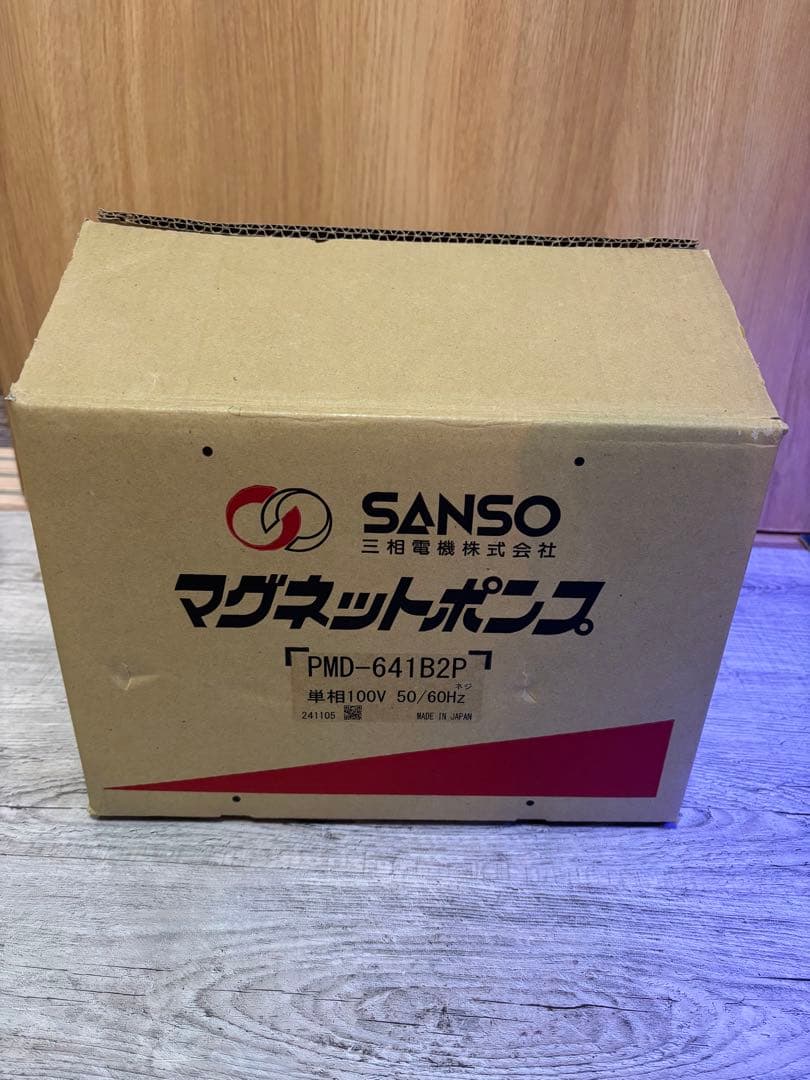 SANSO
三相電機株式会社
マグネットポンプ
PMD-641B2P
ネジ
単相100V 50/60Hz
241105 MADE IN JAPAN